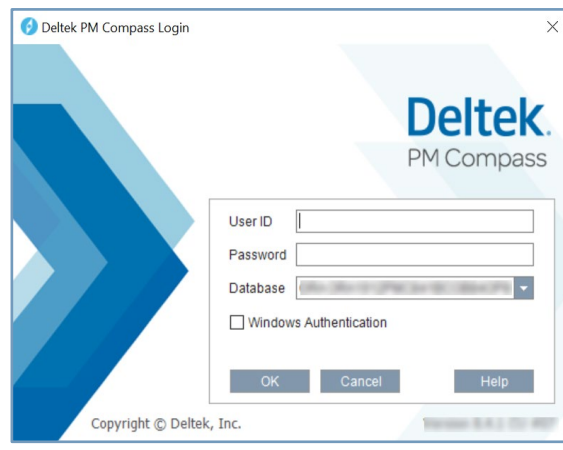 Deltek PM Compass Login
Deltek.
PM Compass
User ID
Password
Database
Windows Authentication
OK Cancel Help
Copyright © Deltek, Inc.